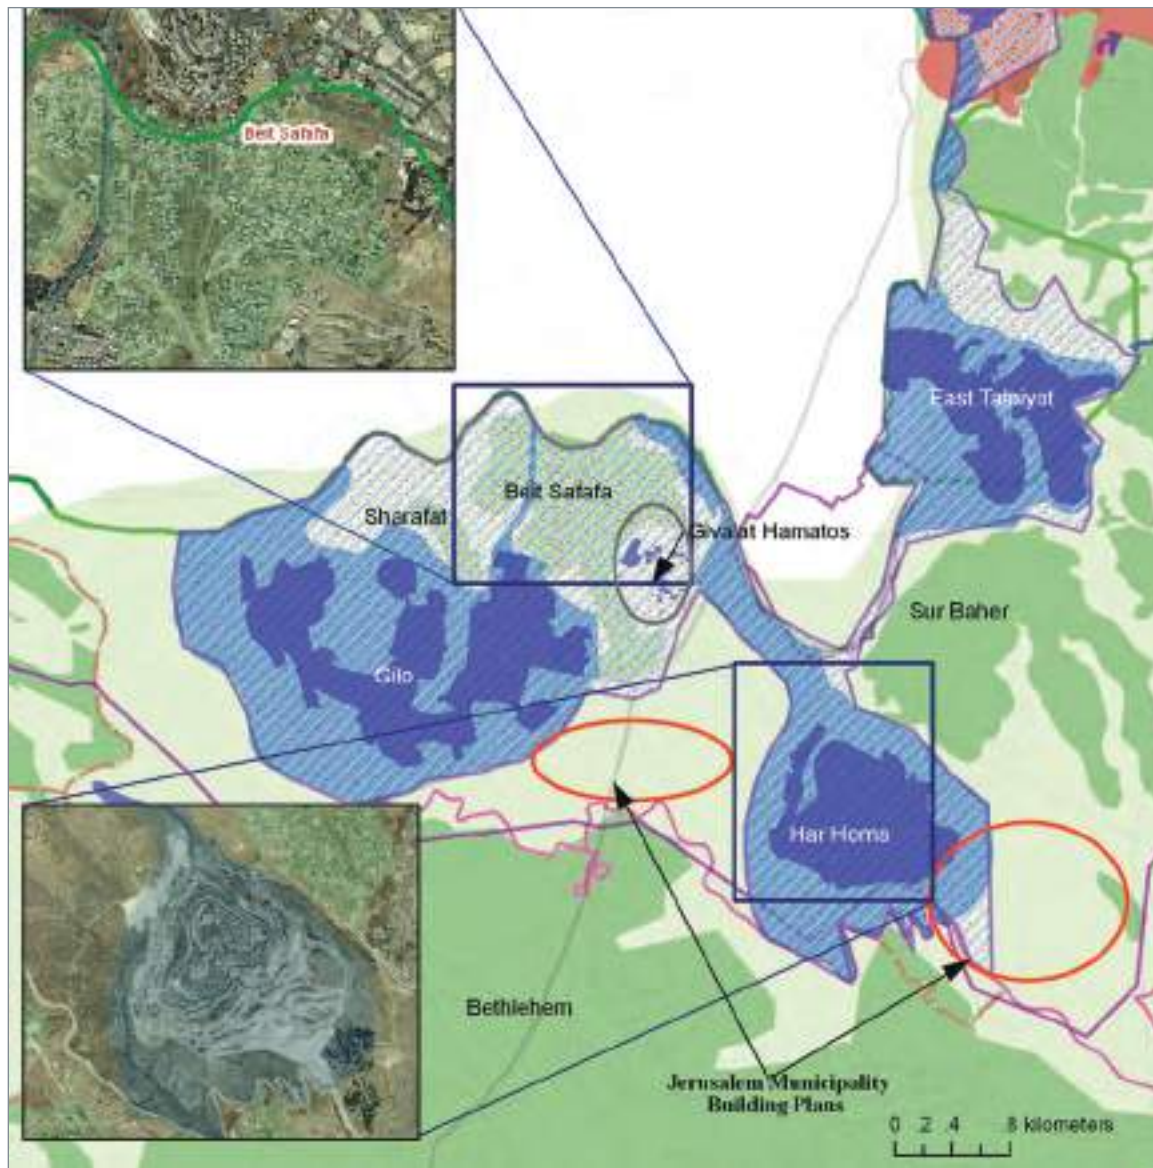 Beit Safafa
East Talpiyot
Beit Safafa
Sharafat
Givalat Hamatos
Sur Baher
Gilo
Har Homa
Bethlehem
Jerusalem Municipality
Building Plans
0 .2 .4 .8 kilometers